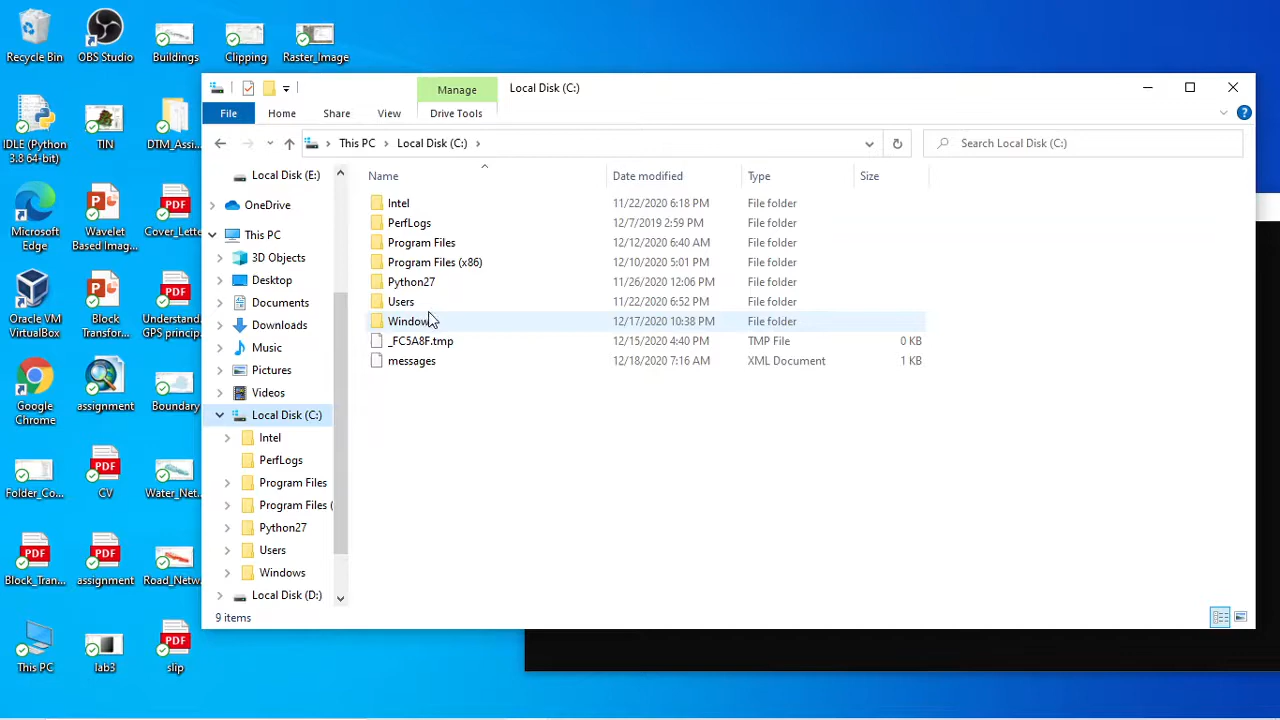 Recycle Bin
OBS Studio
Buildings
Clipping
Raster_Image
IDLE (Python 3.8 64-bit)
TIN
DTM_Assi...
Microsoft Edge
Wavelet Based Imag...
Cover_Lette
Oracle VM VirtualBox
Block Transfor...
Understand GPS princip.
Google Chrome
assignment
Boundary
Folder_Co...
CV
Water_Net.
Block_Tran...
assignment
Road_Netw.
This PC
lab3
slip
Manage
Local Disk (C:)
File
Home
Share
View
Drive Tools
This PC
Local Disk (C:)
Search Local Disk (C:)
Local Disk (E:)
OneDrive
This PC
3D Objects
Desktop
Documents
Downloads
Music
Pictures
Videos
Local Disk (C:)
Intel
PerfLogs
Program Files
Program Files (
Python27
Users
Windows
Local Disk (D:)
Name Date modified Type Size
Intel 11/22/2020 6:18 PM File folder
PerfLogs 12/7/2019 2:59 PM File folder
Program Files 12/12/2020 6:40 AM File folder
Program Files (x86) 12/10/2020 5:01 PM File folder
Python27 11/26/2020 12:06 PM File folder
Users 11/22/2020 6:52 PM File folder
Window 12/17/2020 10:38 PM File folder
_FC5A8F.tmp 12/15/2020 4:40 PM TMP File 0 KB
messages 12/18/2020 7:16 AM XML Document 1 KB
9 items